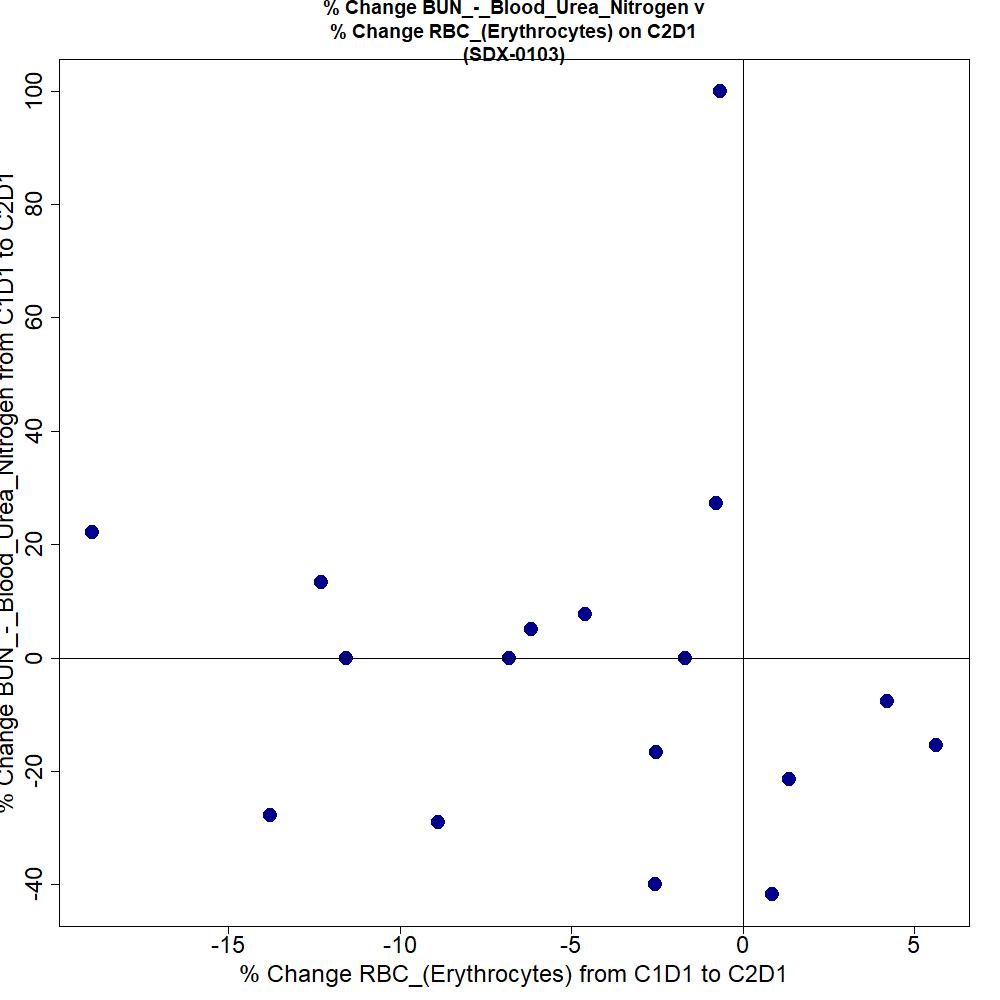 % Change BUN_-_Blood_Urea_Nitrogen v
% Change RBC_(Erythrocytes) on C2D1
(SDX-0103)
% Change BUN_-_Blood_Urea_Nitrogen from C1D1 to C2D1
100
80
60
40
20
0
-20
-40
-15
-10
-5
0
5
% Change RBC_(Erythrocytes) from C1D1 to C2D1